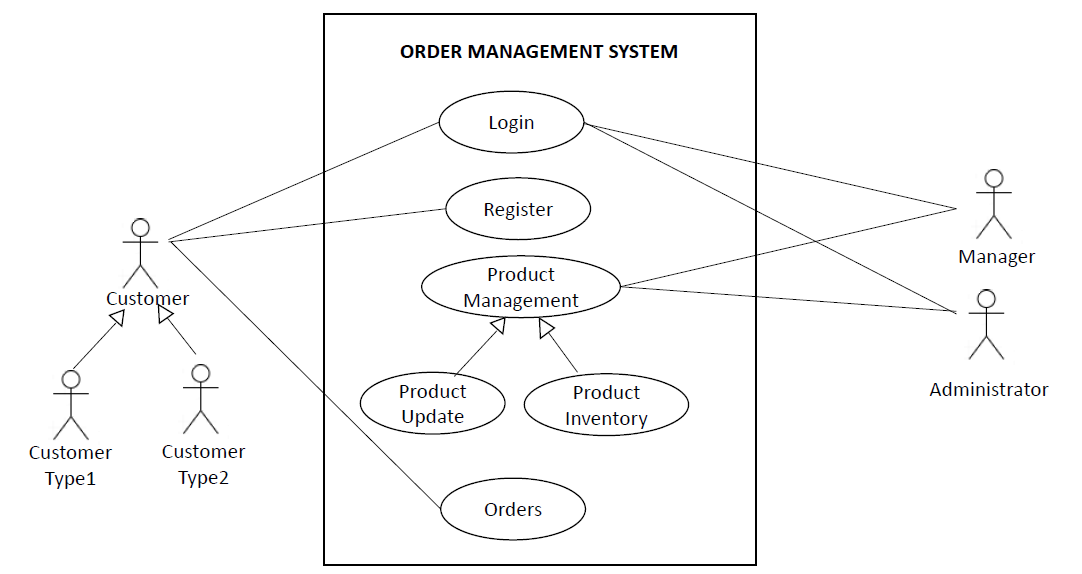 ORDER MANAGEMENT SYSTEM
Login
Register
Product
Management
Product
Update
Product
Inventory
Orders
Customer
Customer
Type1
Customer
Type2
Manager
Administrator